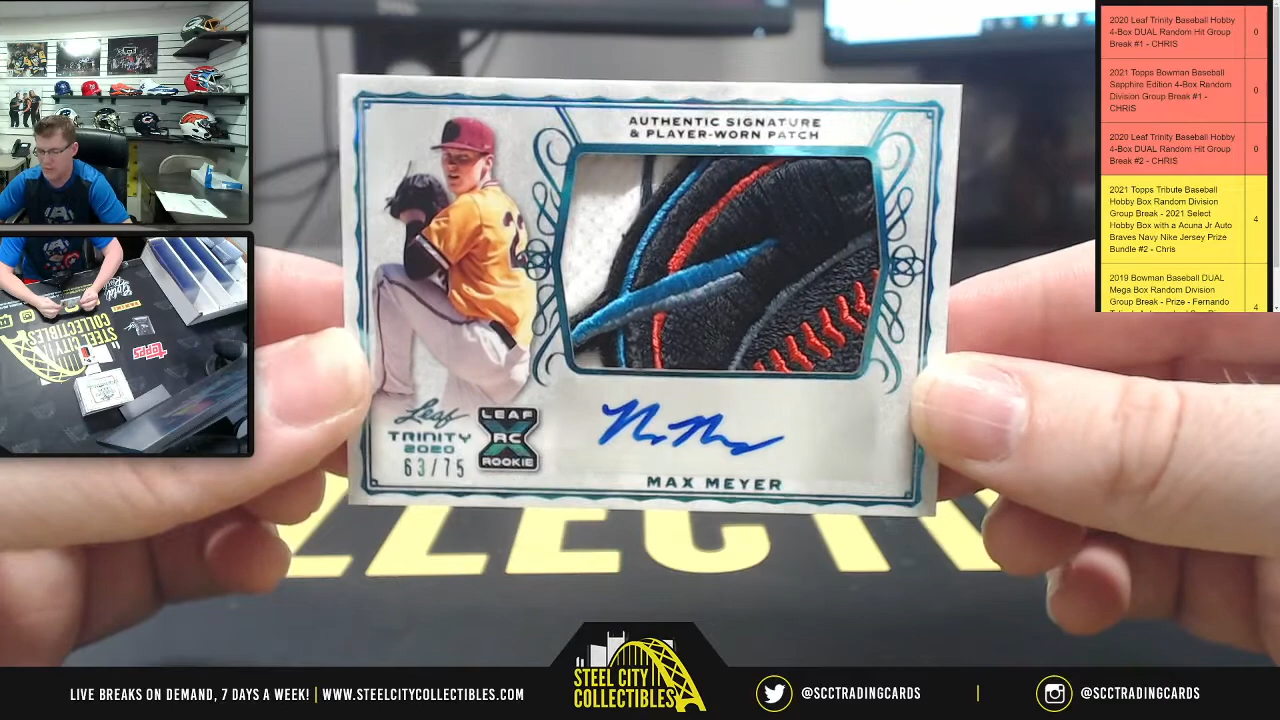 AUTHENTIC SIGNATURE
& PLAYER-WORN PATCH
Leaf
TRINITY
2020
63/75
LEAF
RC
ROOKIE
MAX MEYER
2020 Leaf Trinity Baseball Hobby
4-Box DUAL Random Hit Group
Break #1 - CHRIS
0
2021 Topps Bowman Baseball
Sapphire Edition 4-Box Random
Division Group Break #1 -
CHRIS
0
2020 Leaf Trinity Baseball Hobby
4-Box DUAL Random Hit Group
Break #2 - CHRIS
0
2021 Topps Tribute Baseball
Hobby Box Random Division
Group Break - 2021 Select
Hobby Box with a Acuna Jr Auto
Braves Navy Nike Jersey Prize
Bundle #2 - Chris
4
2019 Bowman Baseball DUAL
Mega Box Random Division
Group Break - Prize - Fernando
4
STEEL CITY
COLLECTIBLES
topps
LLECTI
LIVE BREAKS ON DEMAND, 7 DAYS A WEEK! | WWW.STEELCITYCOLLECTIBLES.COM
STEEL CITY
COLLECTIBLES
@SCCTRADINGCARDS
|
@SCCTRADINGCARDS